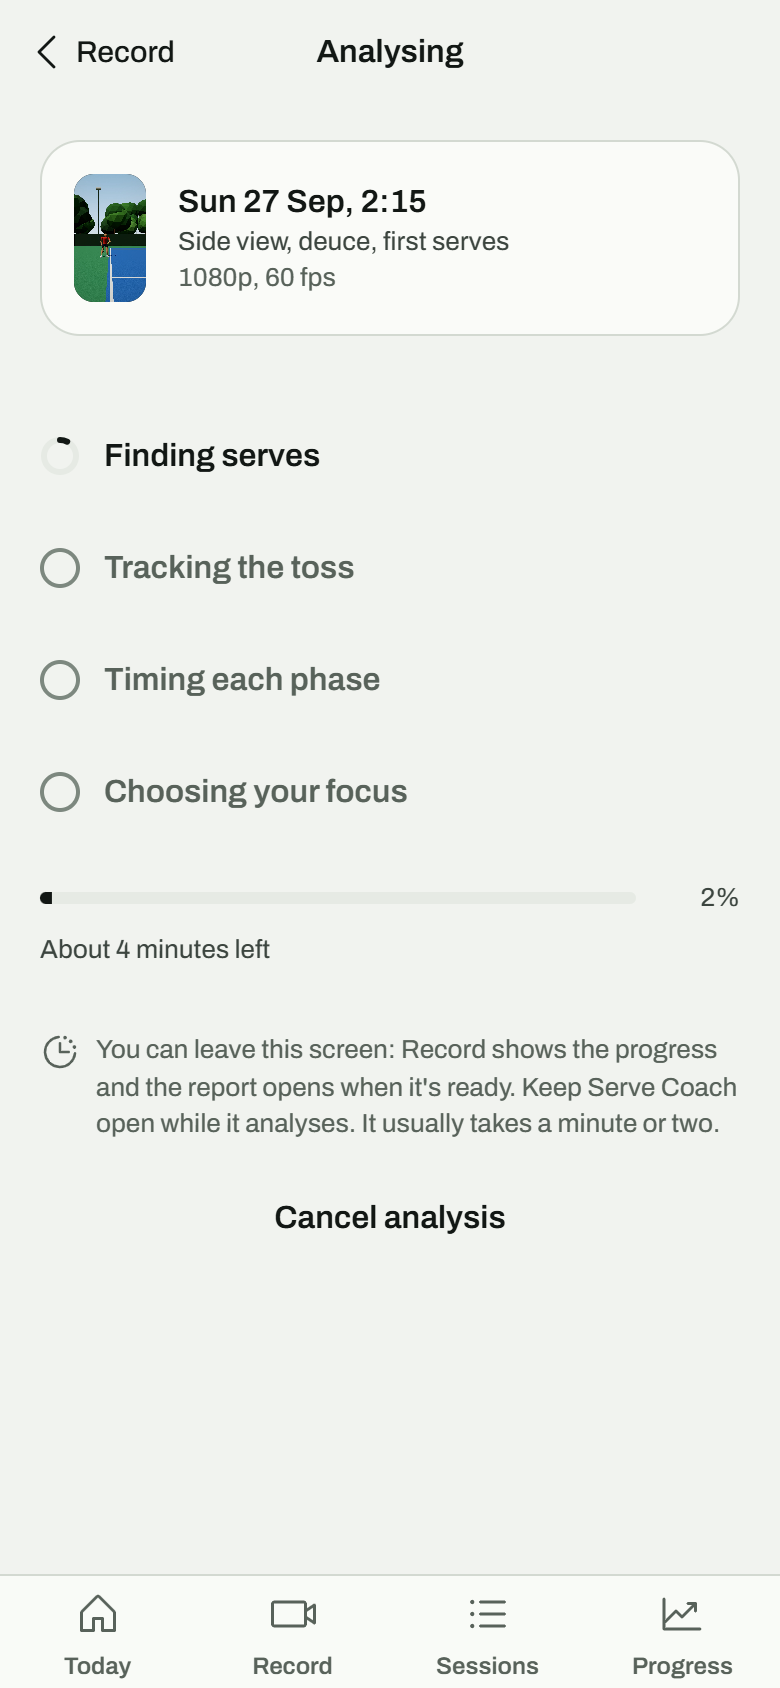 Record
Analysing
Sun 27 Sep, 2:15
Side view, deuce, first serves
1080p, 60 fps
Finding serves
Tracking the toss
Timing each phase
Choosing your focus
2%
About 4 minutes left
You can leave this screen: Record shows the progress
and the report opens when it's ready. Keep Serve Coach
open while it analyses. It usually takes a minute or two.
Cancel analysis
Today
Record
Sessions
Progress